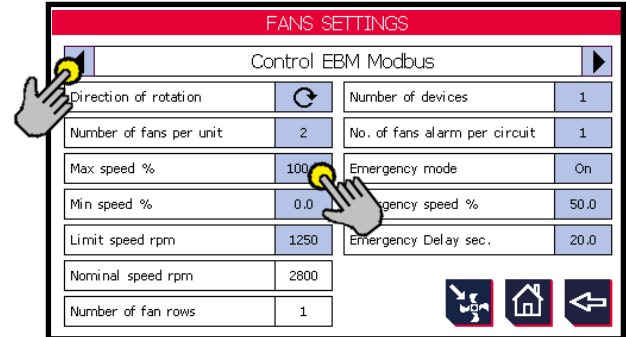 FANS SETTINGS
Control EBM Modbus
Direction of rotation
Number of devices 1
Number of fans per unit 2
No. of fans alarm per circuit 1
Max speed % 100
Emergency mode On
Min speed % 0.0
speed % 50.0
Limit speed rpm 1250
Emergency Delay sec. 20.0
Nominal speed rpm 2800
Number of fan rows 1